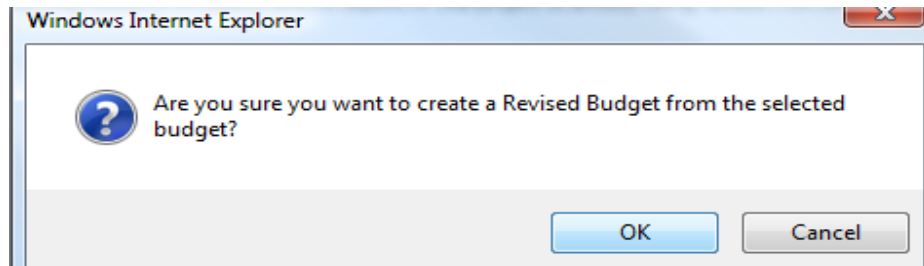 Windows Internet Explorer
Are you sure you want to create a Revised Budget from the selected
budget?
OK
Cancel